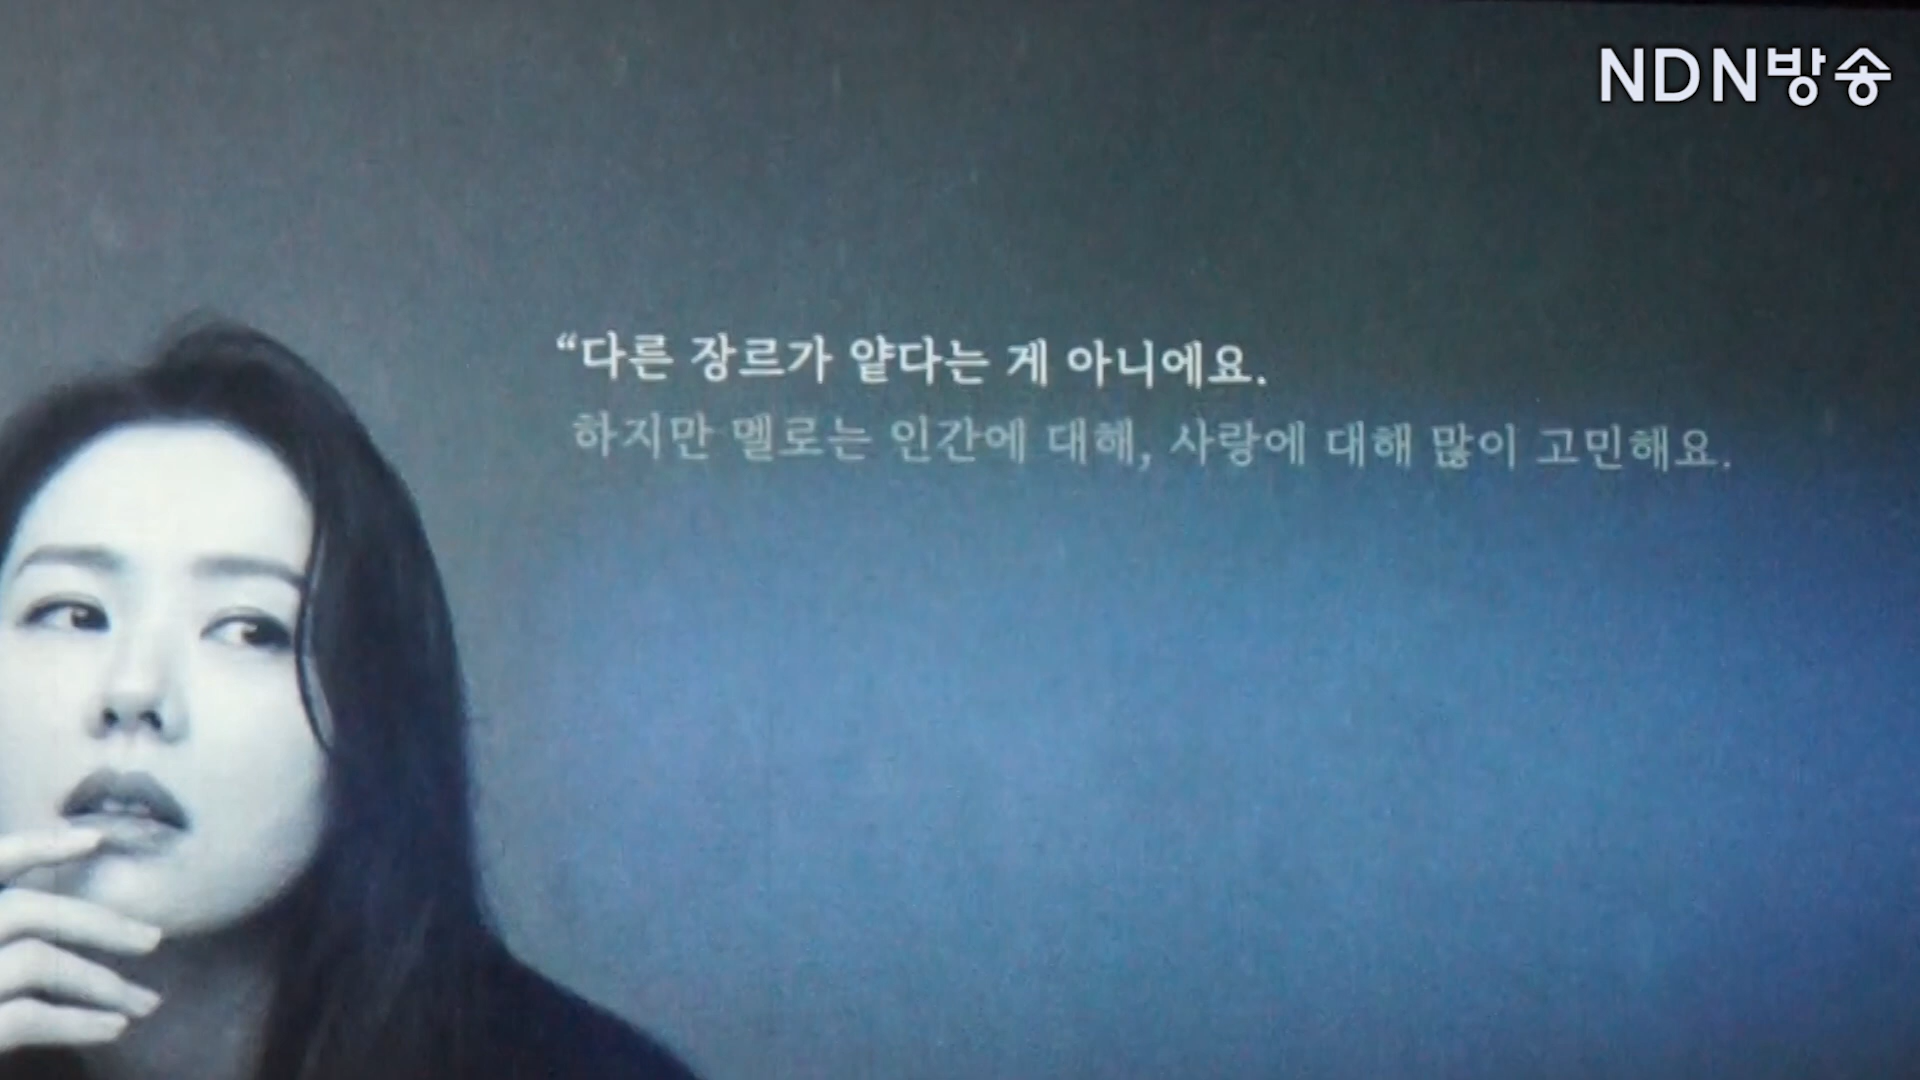 NDN방송
“다른 장르가 얕다는 게 아니에요.
하지만 멜로는 인간에 대해, 사랑에 대해 많이 고민해요.